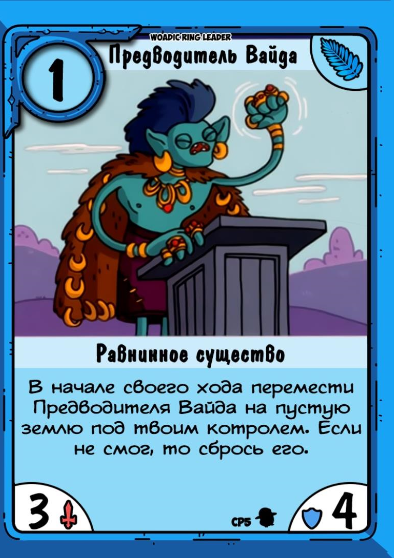 WOADIC RING LEADER
1
Предводитель Вайда
Равнинное существо
В начале своего хода перемести
Предводителя Вайда на пустую
землю под твоим котролем. Если
не смог, то сбрось его.
3
CP5
4